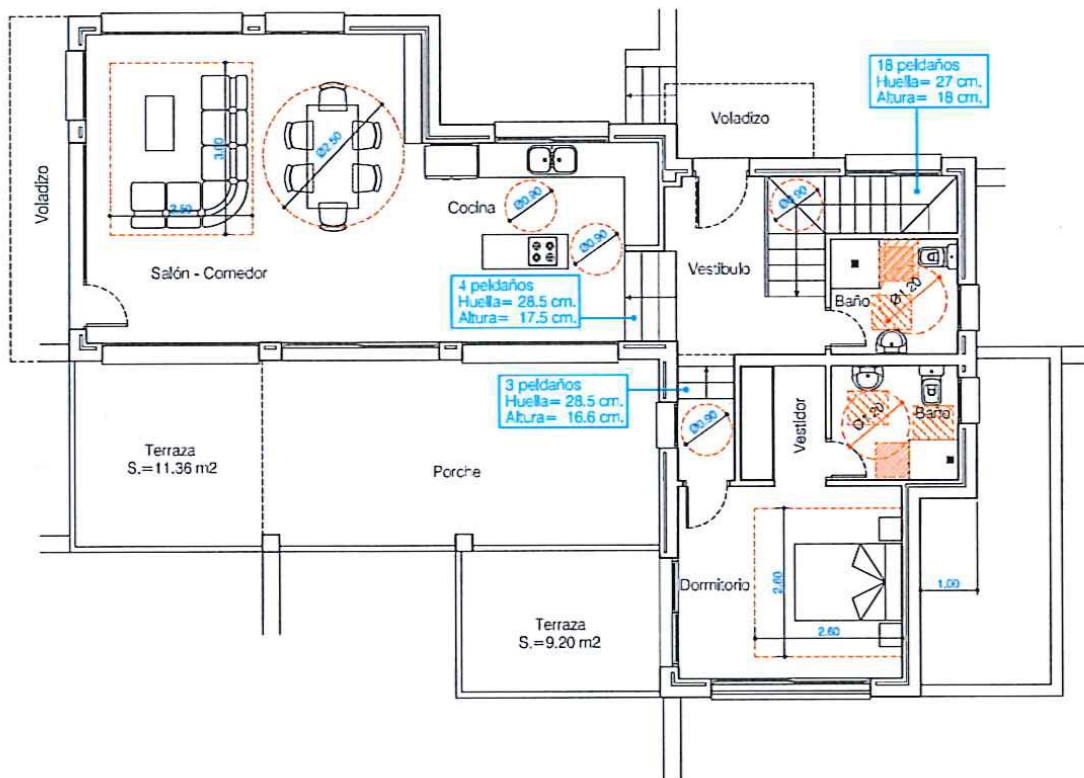 18 peldaños
Huella= 27 cm.
Altura= 18 cm.
Voladizo
Voladizo
3.00
2.50
Ø2.50
Cocina
Ø0.90
Ø0.90
Ø0.90
Salón - Comedor
4 peldaños
Huella= 28.5 cm.
Altura= 17.5 cm.
Vestíbulo
Baño
Ø1.20
3 peldaños
Huella= 28.5 cm.
Altura= 16.6 cm.
Ø0.90
Vestidor
Ø1.20
Baño
Terraza
S.=11.36 m2
Porche
Dormitorio
2.60
2.60
1.00
Terraza
S.=9.20 m2